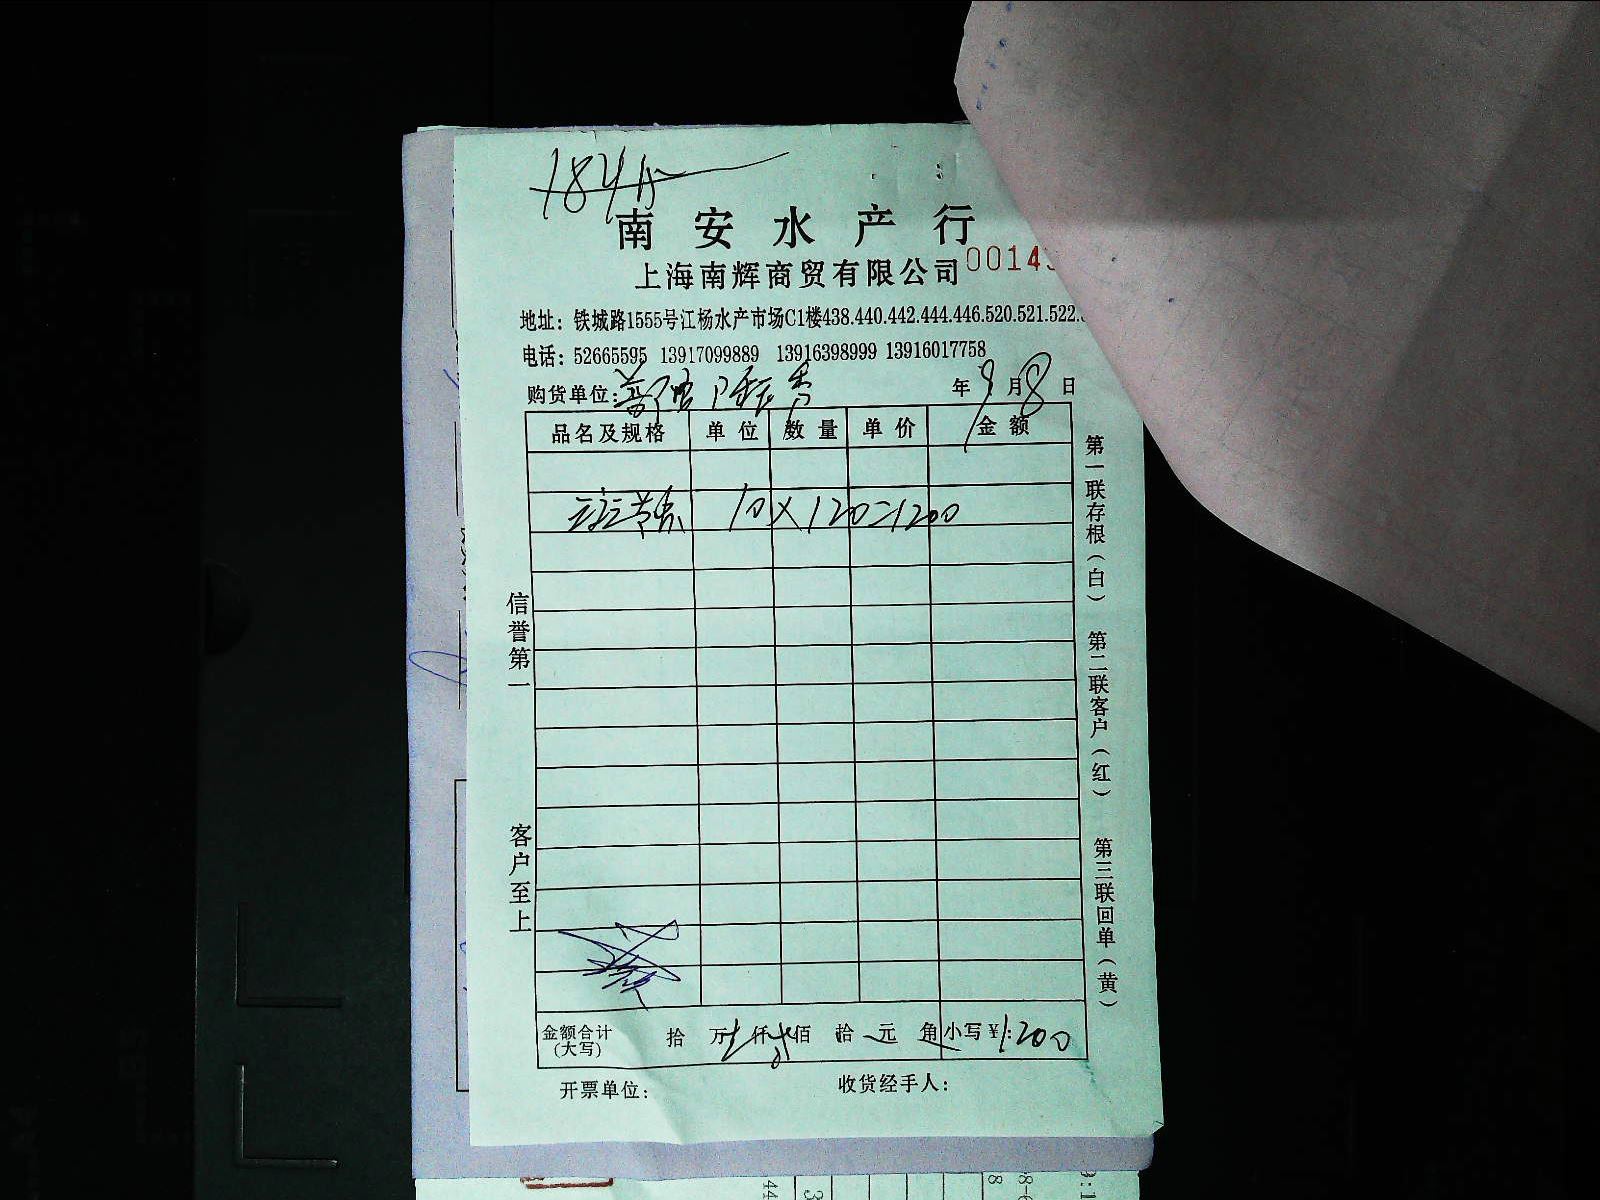 184
南安水产行
上海南辉商贸有限公司 0014
地址：铁城路1555号江杨水产市场C1楼438.440.442.444.446.520.521.522.
电话：52665595 13917099889 13916398999 13916017758
购货单位： 年 9 月 8 日
品名及规格 单位 数量 单价 金额
10 X 120=1200
信誉第一
客户至上
第一联存根（白）
第二联客户（红）
第三联回单（黄）
金额合计（大写） 拾 万 仟 佰 拾 元 角 小写¥：1200
开票单位： 收货经手人：